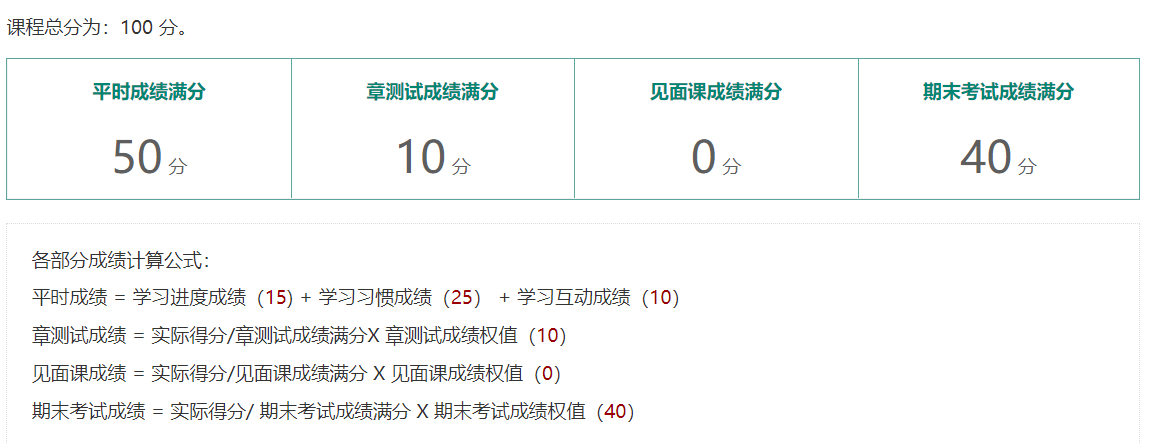 课程总分为：100 分。
平时成绩满分 章测试成绩满分 见面课成绩满分 期末考试成绩满分
50 分 10 分 0 分 40 分
各部分成绩计算公式：
平时成绩 = 学习进度成绩（15）+ 学习习惯成绩（25） + 学习互动成绩（10）
章测试成绩 = 实际得分/章测试成绩满分X 章测试成绩权值（10）
见面课成绩 = 实际得分/见面课成绩满分 X 见面课成绩权值（0）
期末考试成绩 = 实际得分/ 期末考试成绩满分 X 期末考试成绩权值（40）